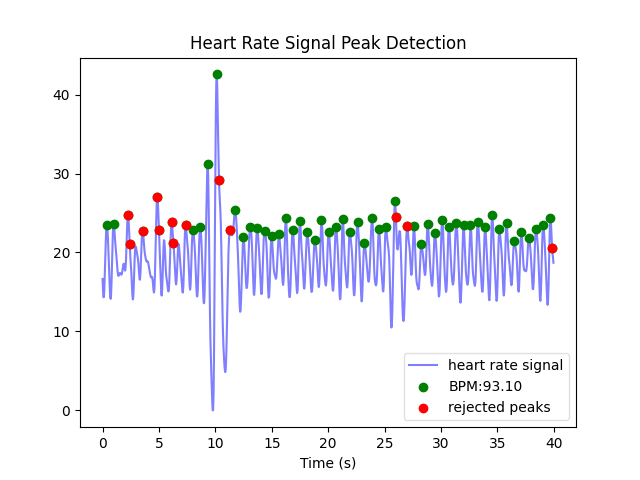 Heart Rate Signal Peak Detection
40
30
20
10
0
heart rate signal
BPM:93.10
rejected peaks
0 5 10 15 20 25 30 35 40
Time (s)